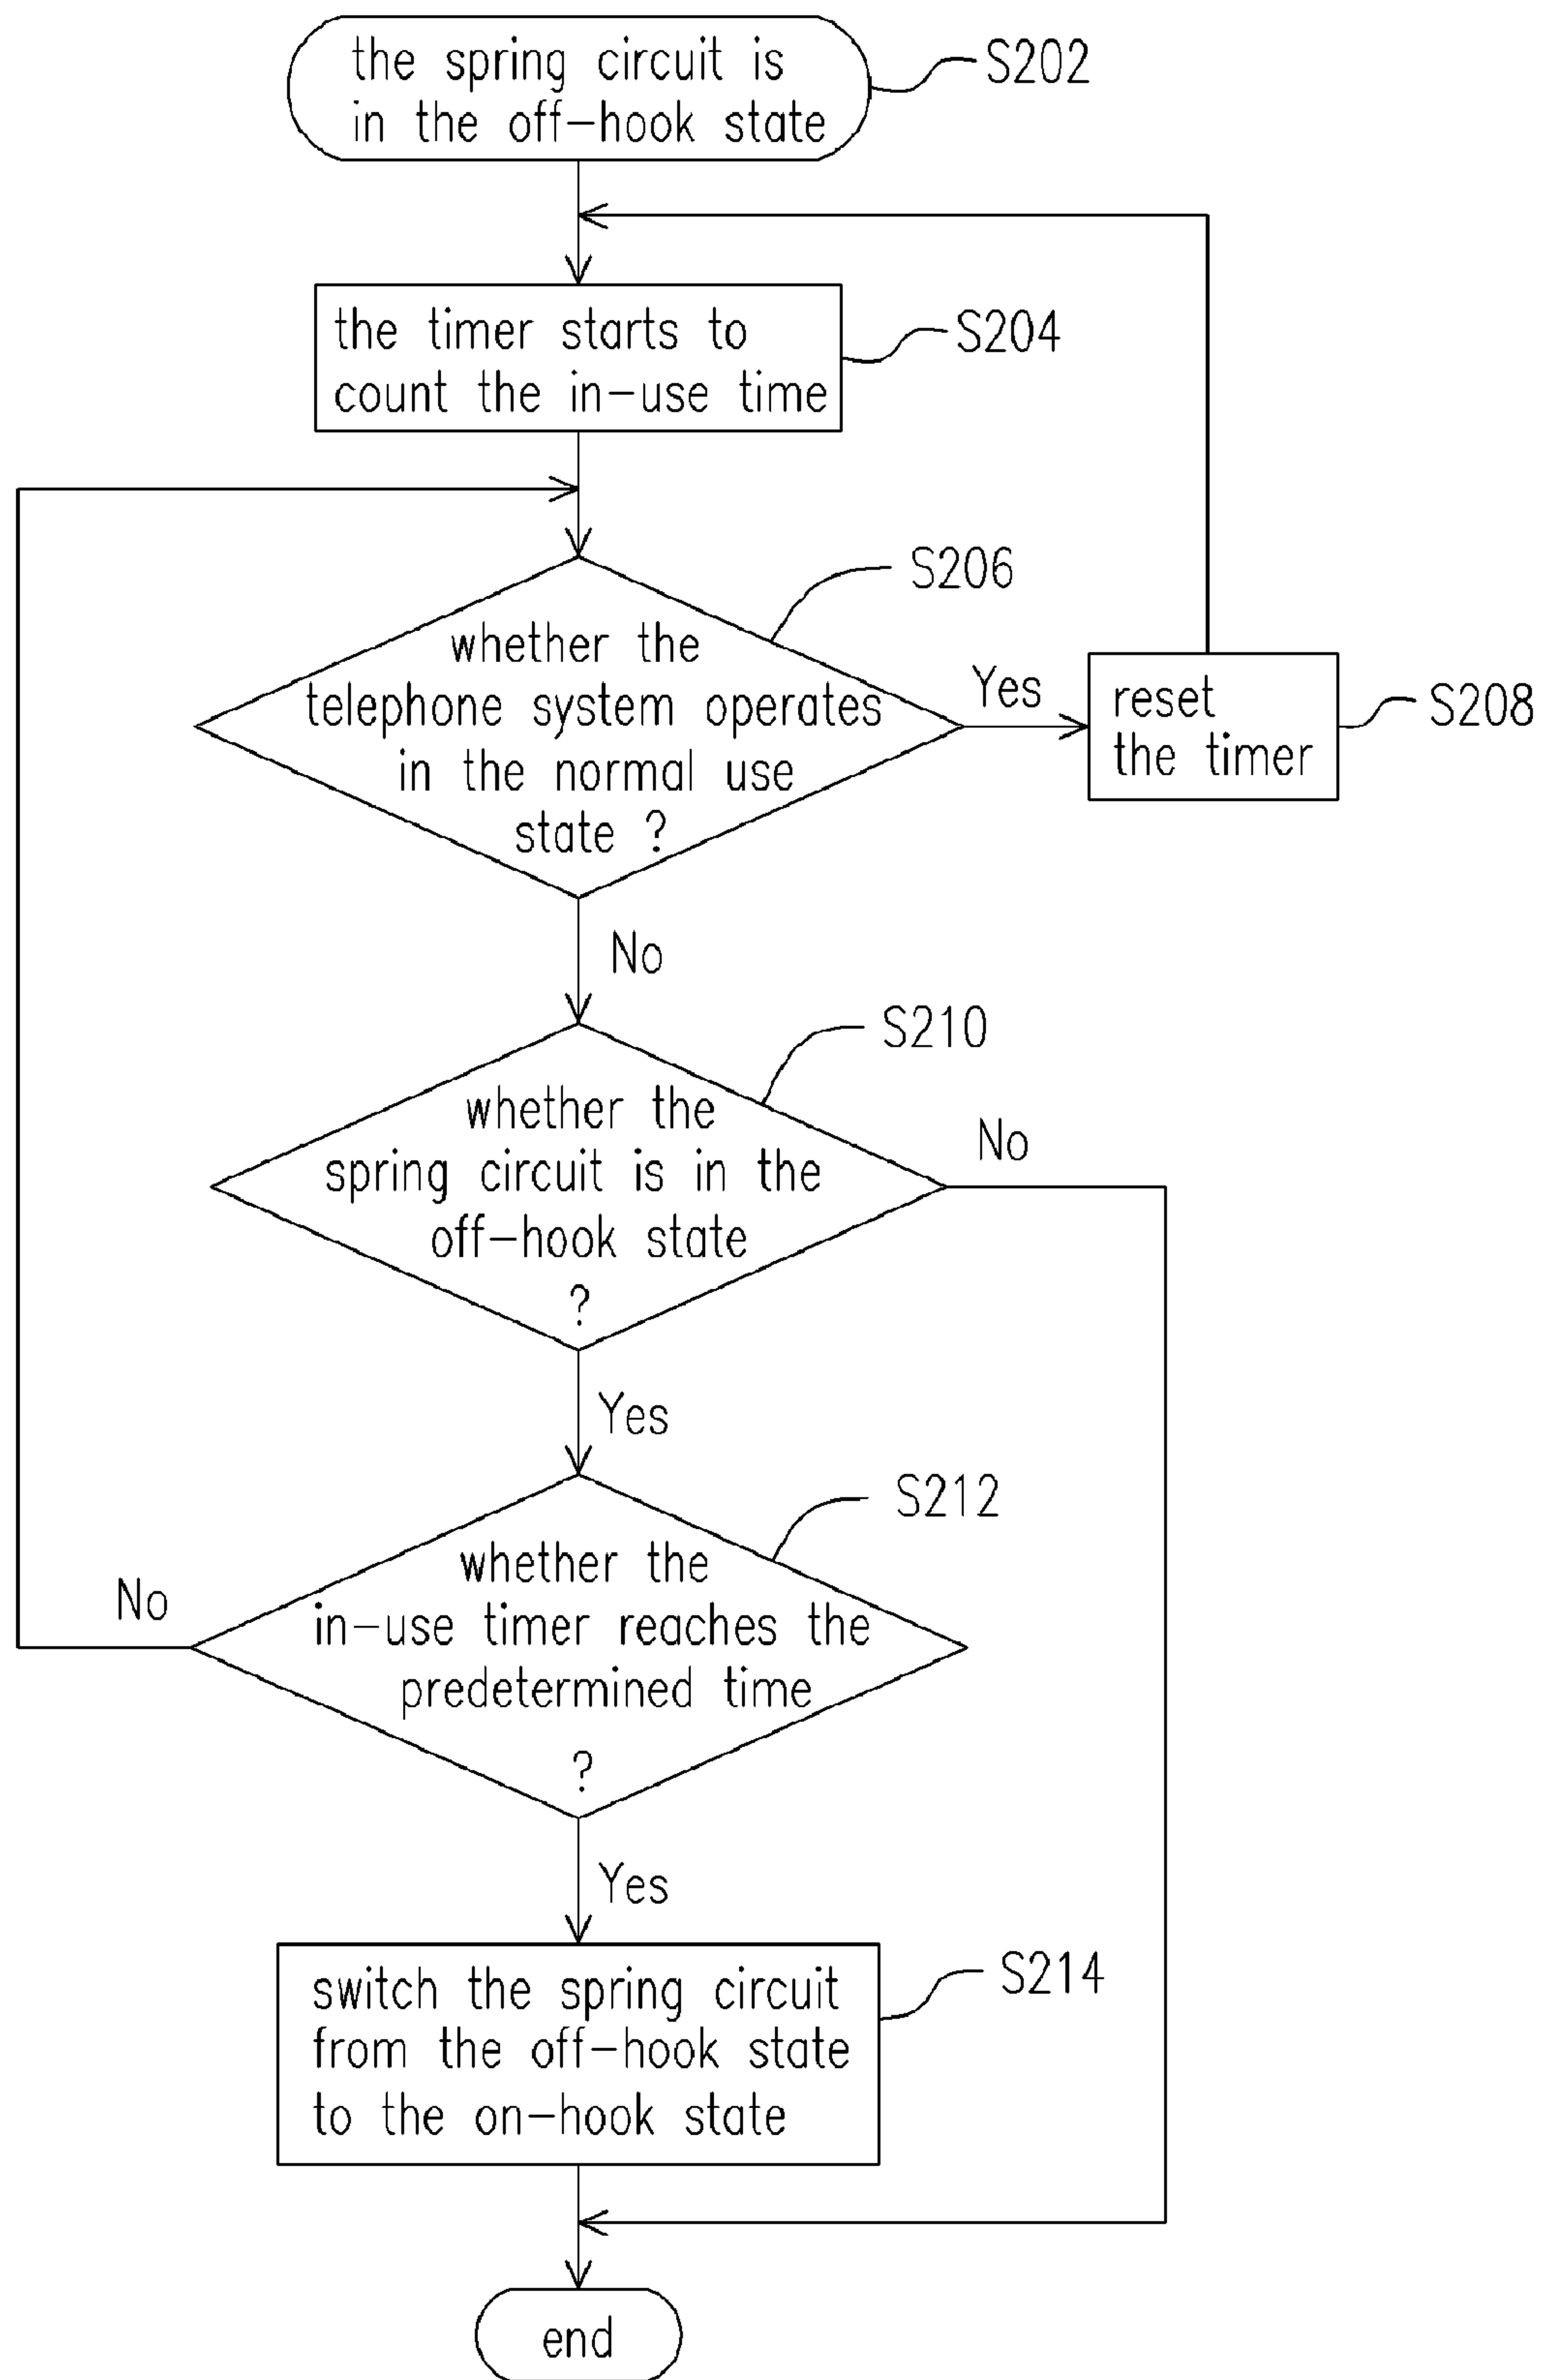 the spring circuit is
in the off-hook state
S202
the timer starts to
count the in-use time
S204
S206
whether the
telephone system operates
in the normal use
state ?
Yes
reset
the timer
S208
No
S210
whether the
spring circuit is in the
off-hook state
?
No
Yes
S212
whether the
in-use timer reaches the
predetermined time
?
No
Yes
switch the spring circuit
from the off-hook state
to the on-hook state
S214
end